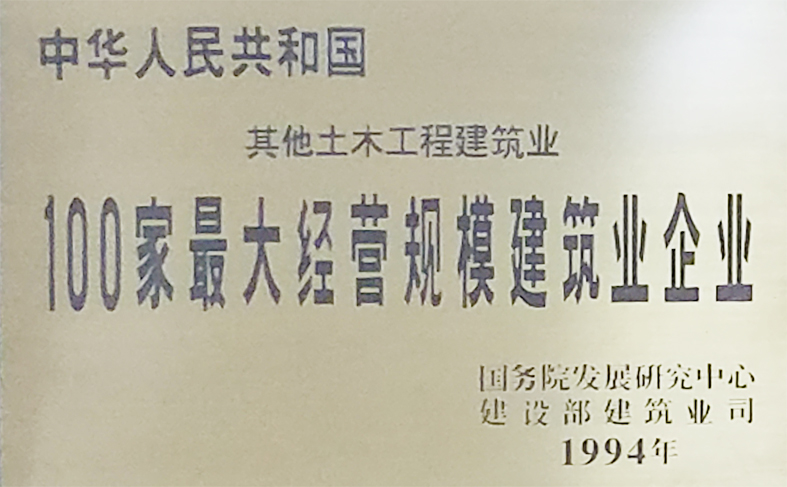 中华人民共和国
其他土木工程建筑业
100家最大经营规模建筑业企业
国务院发展研究中心
建设部建筑业司
1994年